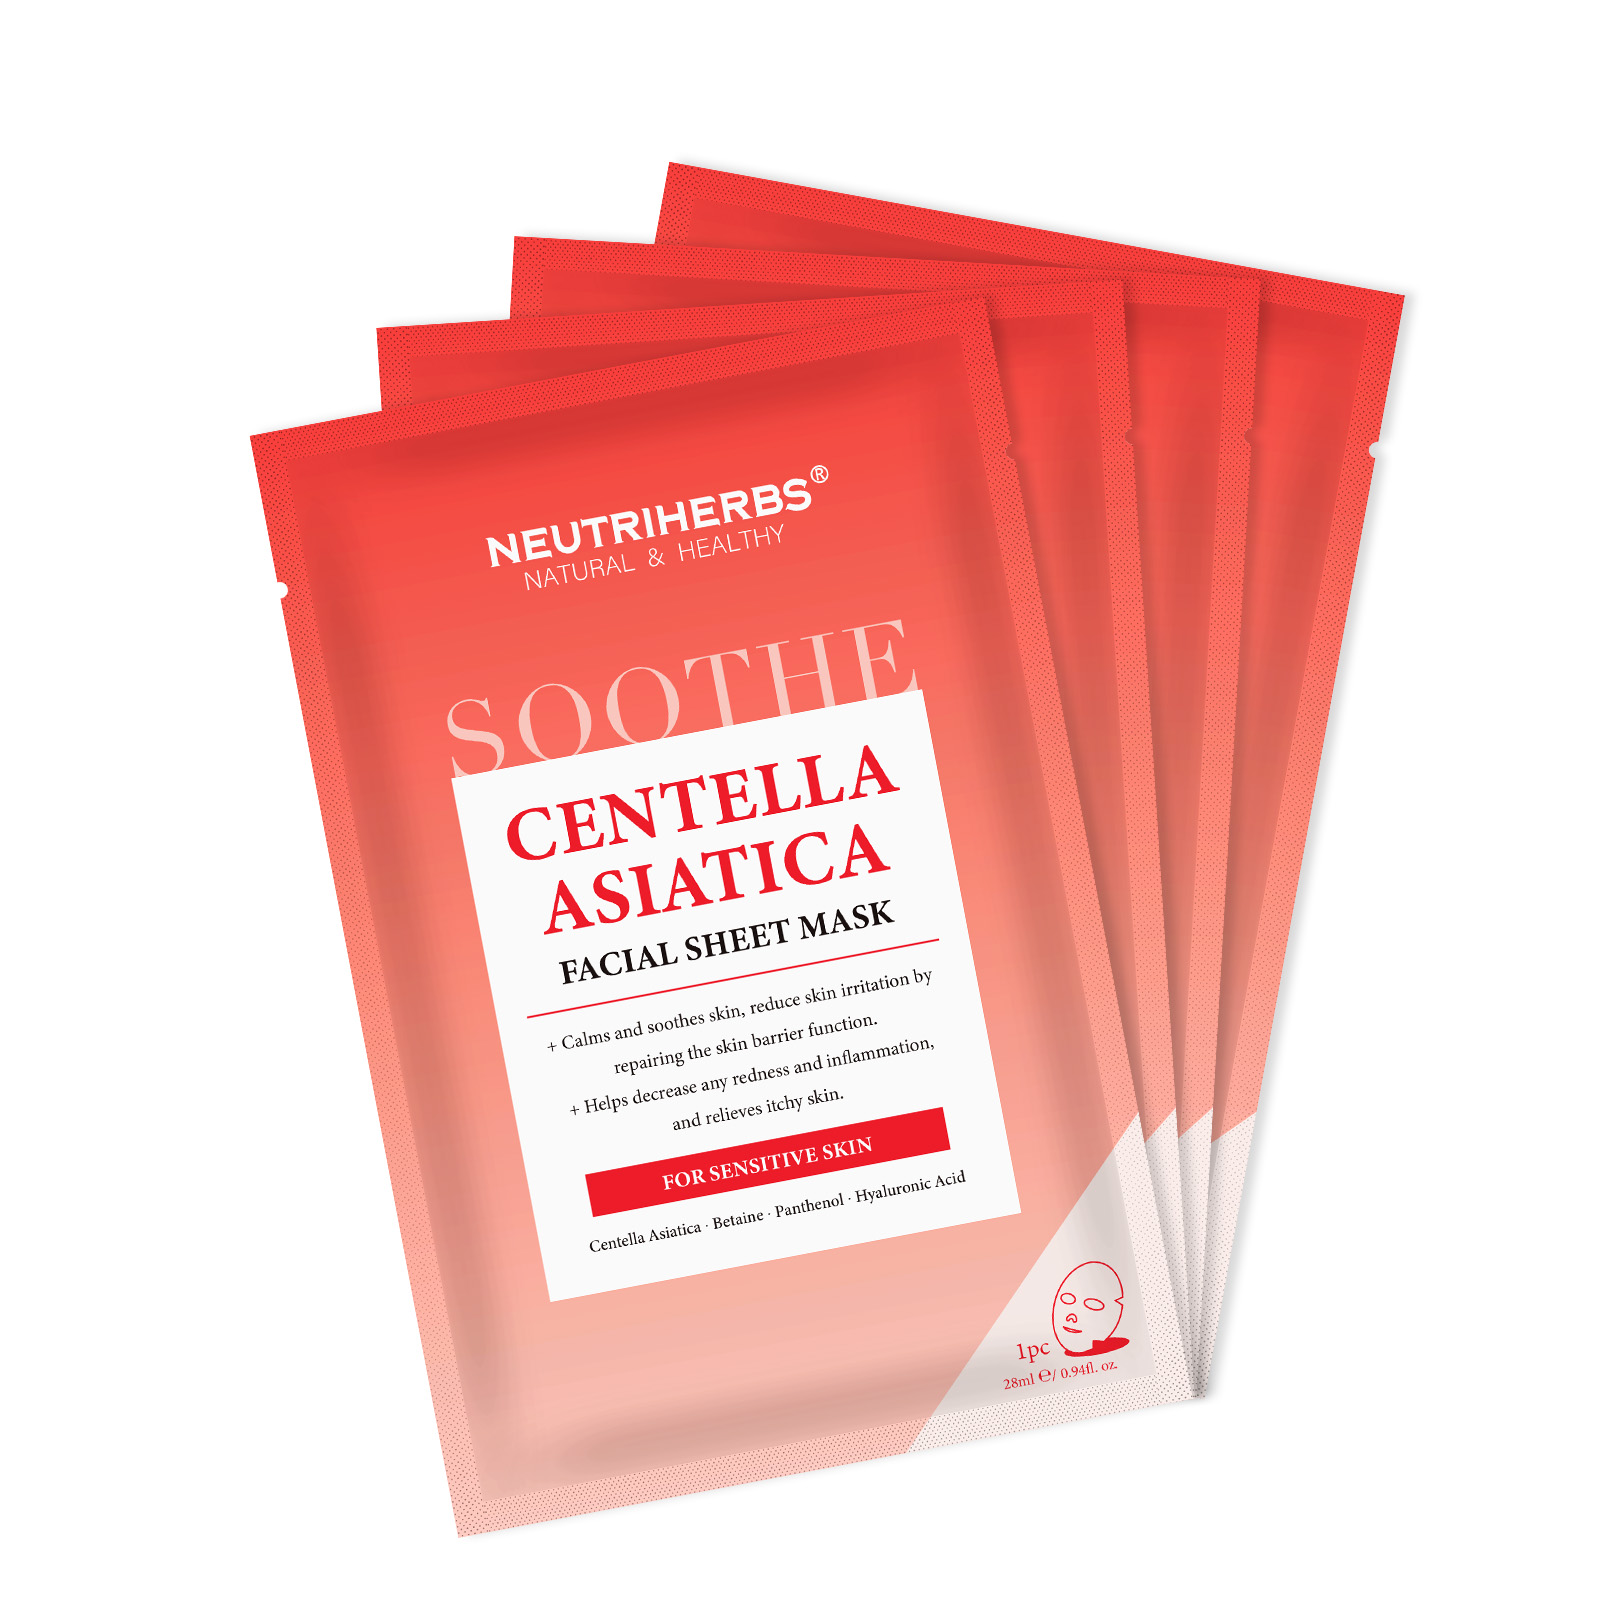 NEUTRIHERBS®
NATURAL & HEALTHY
SOOTHE
CENTELLA
ASIATICA
FACIAL SHEET MASK
+ Calms and soothes skin, reduce skin irritation by
repairing the skin barrier function.
+ Helps decrease any redness and inflammation,
and relieves itchy skin.
FOR SENSITIVE SKIN
Centella Asiatica · Betaine · Panthenol · Hyaluronic Acid
1pc
28ml ℮/ 0.94fl. oz.